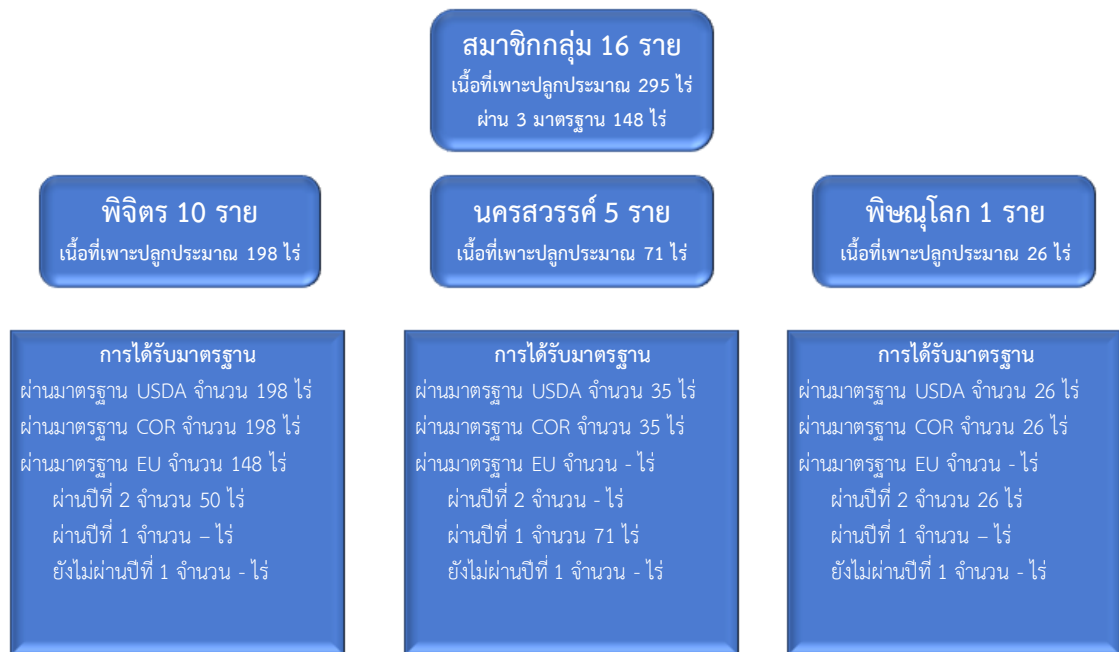 สมาชิกกลุ่ม 16 ราย
เนื้อที่เพาะปลูกประมาณ 295 ไร่
ผ่าน 3 มาตรฐาน 148 ไร่
พิจิตร 10 ราย
เนื้อที่เพาะปลูกประมาณ 198 ไร่
นครสวรรค์ 5 ราย
เนื้อที่เพาะปลูกประมาณ 71 ไร่
พิษณุโลก 1 ราย
เนื้อที่เพาะปลูกประมาณ 26 ไร่
การได้รับมาตรฐาน
ผ่านมาตรฐาน USDA จำนวน 198 ไร่
ผ่านมาตรฐาน COR จำนวน 198 ไร่
ผ่านมาตรฐาน EU จำนวน 148 ไร่
ผ่านปีที่ 2 จำนวน 50 ไร่
ผ่านปีที่ 1 จำนวน – ไร่
ยังไม่ผ่านปีที่ 1 จำนวน - ไร่
การได้รับมาตรฐาน
ผ่านมาตรฐาน USDA จำนวน 35 ไร่
ผ่านมาตรฐาน COR จำนวน 35 ไร่
ผ่านมาตรฐาน EU จำนวน - ไร่
ผ่านปีที่ 2 จำนวน - ไร่
ผ่านปีที่ 1 จำนวน 71 ไร่
ยังไม่ผ่านปีที่ 1 จำนวน - ไร่
การได้รับมาตรฐาน
ผ่านมาตรฐาน USDA จำนวน 26 ไร่
ผ่านมาตรฐาน COR จำนวน 26 ไร่
ผ่านมาตรฐาน EU จำนวน - ไร่
ผ่านปีที่ 2 จำนวน 26 ไร่
ผ่านปีที่ 1 จำนวน – ไร่
ยังไม่ผ่านปีที่ 1 จำนวน - ไร่